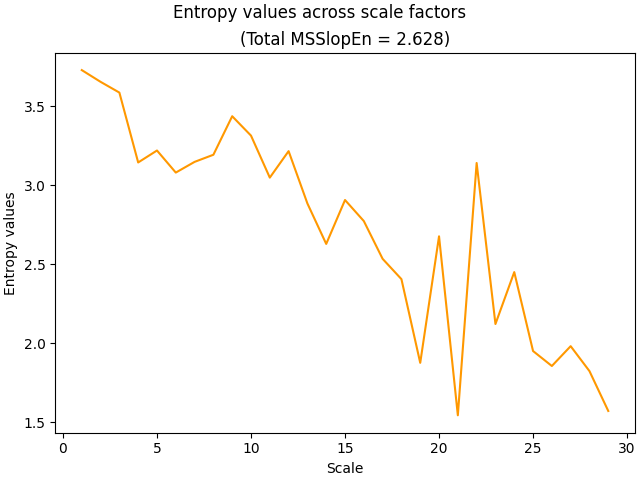 Entropy values across scale factors
(Total MSSlopEn = 2.628)
Entropy values
3.5
3.0
2.5
2.0
1.5
0 5 10 15 20 25 30
Scale